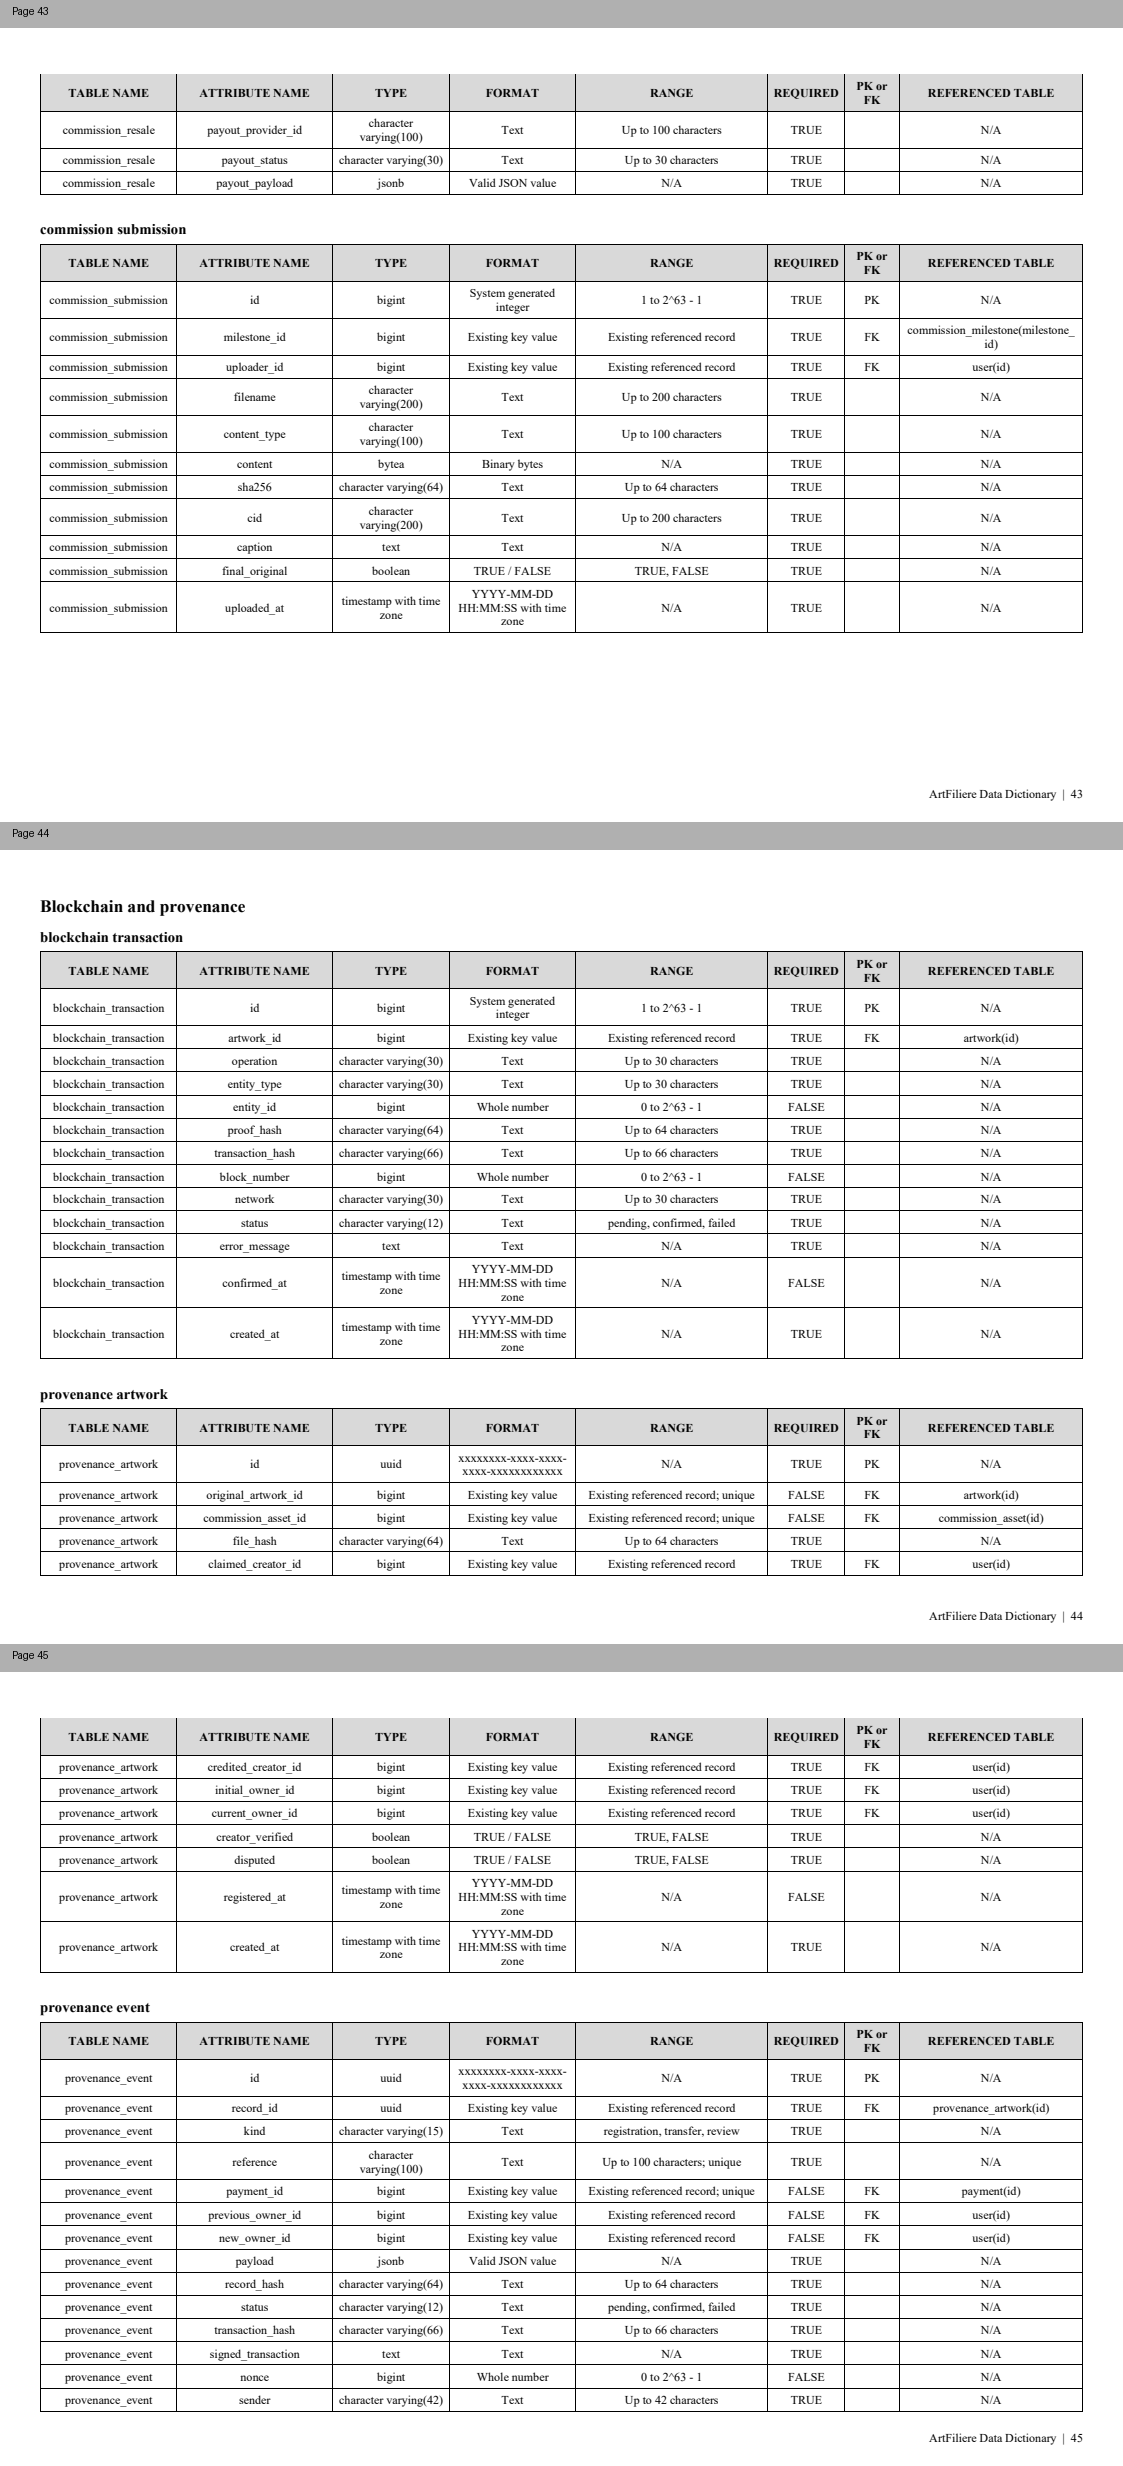 Page 43
TABLE NAME ATTRIBUTE NAME TYPE FORMAT RANGE REQUIRED PK or FK REFERENCED TABLE
commission_resale payout_provider_id character varying(100) Text Up to 100 characters TRUE N/A
commission_resale payout_status character varying(30) Text Up to 30 characters TRUE N/A
commission_resale payout_payload jsonb Valid JSON value N/A TRUE N/A
commission submission
TABLE NAME ATTRIBUTE NAME TYPE FORMAT RANGE REQUIRED PK or FK REFERENCED TABLE
commission_submission id bigint System generated integer 1 to 2^63 - 1 TRUE PK N/A
commission_submission milestone_id bigint Existing key value Existing referenced record TRUE FK commission_milestone(milestone_id)
commission_submission uploader_id bigint Existing key value Existing referenced record TRUE FK user(id)
commission_submission filename character varying(200) Text Up to 200 characters TRUE N/A
commission_submission content_type character varying(100) Text Up to 100 characters TRUE N/A
commission_submission content bytea Binary bytes N/A TRUE N/A
commission_submission sha256 character varying(64) Text Up to 64 characters TRUE N/A
commission_submission cid character varying(200) Text Up to 200 characters TRUE N/A
commission_submission caption text Text N/A TRUE N/A
commission_submission final_original boolean TRUE / FALSE TRUE, FALSE TRUE N/A
commission_submission uploaded_at timestamp with time zone YYYY-MM-DD HH:MM:SS with time zone N/A TRUE N/A
ArtFiliere Data Dictionary | 43
Page 44
Blockchain and provenance
blockchain transaction
TABLE NAME ATTRIBUTE NAME TYPE FORMAT RANGE REQUIRED PK or FK REFERENCED TABLE
blockchain_transaction id bigint System generated integer 1 to 2^63 - 1 TRUE PK N/A
blockchain_transaction artwork_id bigint Existing key value Existing referenced record TRUE FK artwork(id)
blockchain_transaction operation character varying(30) Text Up to 30 characters TRUE N/A
blockchain_transaction entity_type character varying(30) Text Up to 30 characters TRUE N/A
blockchain_transaction entity_id bigint Whole number 0 to 2^63 - 1 FALSE N/A
blockchain_transaction proof_hash character varying(64) Text Up to 64 characters TRUE N/A
blockchain_transaction transaction_hash character varying(66) Text Up to 66 characters TRUE N/A
blockchain_transaction block_number bigint Whole number 0 to 2^63 - 1 FALSE N/A
blockchain_transaction network character varying(30) Text Up to 30 characters TRUE N/A
blockchain_transaction status character varying(12) Text pending, confirmed, failed TRUE N/A
blockchain_transaction error_message text Text N/A TRUE N/A
blockchain_transaction confirmed_at timestamp with time zone YYYY-MM-DD HH:MM:SS with time zone N/A FALSE N/A
blockchain_transaction created_at timestamp with time zone YYYY-MM-DD HH:MM:SS with time zone N/A TRUE N/A
provenance artwork
TABLE NAME ATTRIBUTE NAME TYPE FORMAT RANGE REQUIRED PK or FK REFERENCED TABLE
provenance_artwork id uuid xxxxxxxx-xxxx-xxxx-xxxx-xxxxxxxxxxxx N/A TRUE PK N/A
provenance_artwork original_artwork_id bigint Existing key value Existing referenced record; unique FALSE FK artwork(id)
provenance_artwork commission_asset_id bigint Existing key value Existing referenced record; unique FALSE FK commission_asset(id)
provenance_artwork file_hash character varying(64) Text Up to 64 characters TRUE N/A
provenance_artwork claimed_creator_id bigint Existing key value Existing referenced record TRUE FK user(id)
ArtFiliere Data Dictionary | 44
Page 45
TABLE NAME ATTRIBUTE NAME TYPE FORMAT RANGE REQUIRED PK or FK REFERENCED TABLE
provenance_artwork credited_creator_id bigint Existing key value Existing referenced record TRUE FK user(id)
provenance_artwork initial_owner_id bigint Existing key value Existing referenced record TRUE FK user(id)
provenance_artwork current_owner_id bigint Existing key value Existing referenced record TRUE FK user(id)
provenance_artwork creator_verified boolean TRUE / FALSE TRUE, FALSE TRUE N/A
provenance_artwork disputed boolean TRUE / FALSE TRUE, FALSE TRUE N/A
provenance_artwork registered_at timestamp with time zone YYYY-MM-DD HH:MM:SS with time zone N/A FALSE N/A
provenance_artwork created_at timestamp with time zone YYYY-MM-DD HH:MM:SS with time zone N/A TRUE N/A
provenance event
TABLE NAME ATTRIBUTE NAME TYPE FORMAT RANGE REQUIRED PK or FK REFERENCED TABLE
provenance_event id uuid xxxxxxxx-xxxx-xxxx-xxxx-xxxxxxxxxxxx N/A TRUE PK N/A
provenance_event record_id uuid Existing key value Existing referenced record TRUE FK provenance_artwork(id)
provenance_event kind character varying(15) Text registration, transfer, review TRUE N/A
provenance_event reference character varying(100) Text Up to 100 characters; unique TRUE N/A
provenance_event payment_id bigint Existing key value Existing referenced record; unique FALSE FK payment(id)
provenance_event previous_owner_id bigint Existing key value Existing referenced record FALSE FK user(id)
provenance_event new_owner_id bigint Existing key value Existing referenced record FALSE FK user(id)
provenance_event payload jsonb Valid JSON value N/A TRUE N/A
provenance_event record_hash character varying(64) Text Up to 64 characters TRUE N/A
provenance_event status character varying(12) Text pending, confirmed, failed TRUE N/A
provenance_event transaction_hash character varying(66) Text Up to 66 characters TRUE N/A
provenance_event signed_transaction text Text N/A TRUE N/A
provenance_event nonce bigint Whole number 0 to 2^63 - 1 FALSE N/A
provenance_event sender character varying(42) Text Up to 42 characters TRUE N/A
ArtFiliere Data Dictionary | 45